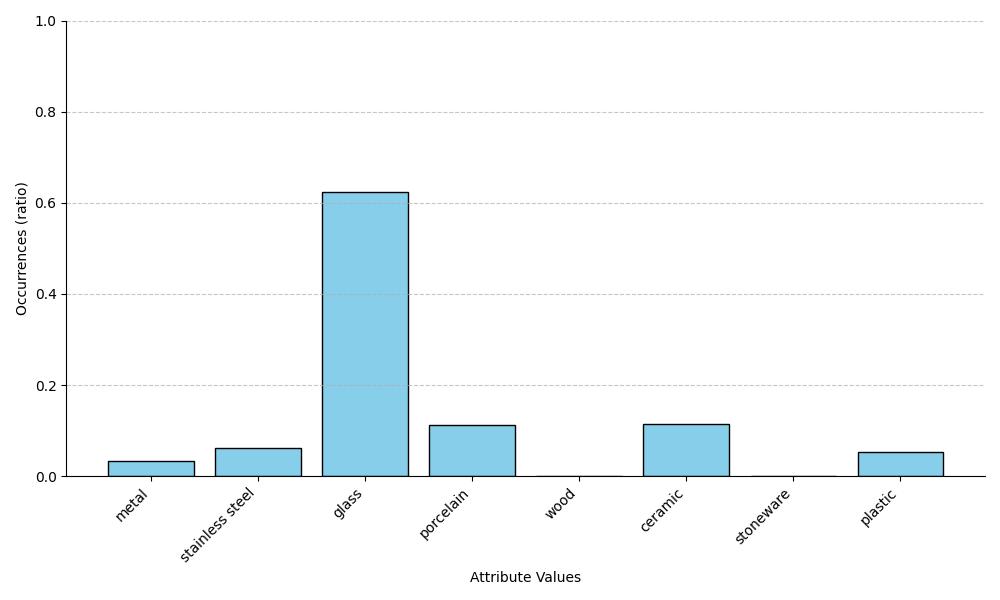 1.0
0.8
0.6
0.4
0.2
0.0
Occurrences (ratio)
metal
stainless steel
glass
porcelain
wood
ceramic
stoneware
plastic
Attribute Values